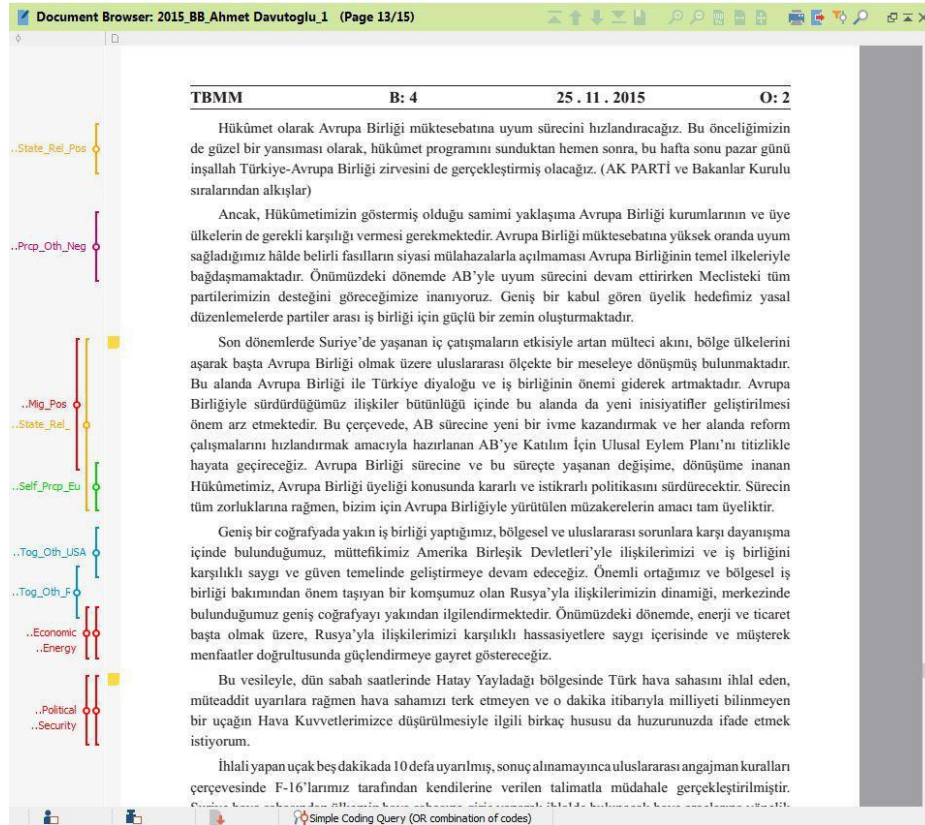 Document Browser: 2015_BB_Ahmet Davutoglu_1 (Page 13/15)
TBMM B: 4 25 . 11 . 2015 O: 2
Hükûmet olarak Avrupa Birliği müktesebatına uyum sürecini hızlandıracağız. Bu önceliğimizin
..State_Rel_Pos
de güzel bir yansıması olarak, hükûmet programını sunduktan hemen sonra, bu hafta sonu pazar günü
inşallah Türkiye-Avrupa Birliği zirvesini de gerçekleştirmiş olacağız. (AK PARTİ ve Bakanlar Kurulu
sıralarından alkışlar)
Ancak, Hükûmetimizin göstermiş olduğu samimi yaklaşıma Avrupa Birliği kurumlarının ve üye
..Prcp_Oth_Neg
ülkelerin de gerekli karşılığı vermesi gerekmektedir. Avrupa Birliği müktesebatına yüksek oranda uyum
sağladığımız hâlde belirli fasılların siyasi mülahazalarla açılmaması Avrupa Birliğinin temel ilkeleriyle
bağdaşmamaktadır. Önümüzdeki dönemde AB'yle uyum sürecini devam ettirirken Meclisteki tüm
partilerimizin desteğini göreceğimize inanıyoruz. Geniş bir kabul gören üyelik hedefimiz yasal
düzenlemelerde partiler arası iş birliği için güçlü bir zemin oluşturmaktadır.
Son dönemlerde Suriye'de yaşanan iç çatışmaların etkisiyle artan mülteci akını, bölge ülkelerini
aşarak başta Avrupa Birliği olmak üzere uluslararası ölçekte bir meseleye dönüşmüş bulunmaktadır.
Bu alanda Avrupa Birliği ile Türkiye diyaloğu ve iş birliğinin önemi giderek artmaktadır. Avrupa
..Mig_Pos
Birliğiyle sürdürdüğümüz ilişkiler bütünlüğü içinde bu alanda da yeni inisiyatifler geliştirilmesi
..State_Rel_
önem arz etmektedir. Bu çerçevede, AB sürecine yeni bir ivme kazandırmak ve her alanda reform
çalışmalarını hızlandırmak amacıyla hazırlanan AB'ye Katılım İçin Ulusal Eylem Planı'nı titizlikle
hayata geçireceğiz. Avrupa Birliği sürecine ve bu süreçte yaşanan değişime, dönüşüme inanan
..Self_Prcp_Eu
Hükûmetimiz, Avrupa Birliği üyeliği konusunda kararlı ve istikrarlı politikasını sürdürecektir. Sürecin
tüm zorluklarına rağmen, bizim için Avrupa Birliğiyle yürütülen müzakerelerin amacı tam üyeliktir.
Geniş bir coğrafyada yakın iş birliği yaptığımız, bölgesel ve uluslararası sorunlara karşı dayanışma
..Tog_Oth_USA
içinde bulunduğumuz, müttefikimiz Amerika Birleşik Devletleri'yle ilişkilerimizi ve iş birliğini
karşılıklı saygı ve güven temelinde geliştirmeye devam edeceğiz. Önemli ortağımız ve bölgesel iş
..Tog_Oth_F
birliği bakımından önem taşıyan bir komşumuz olan Rusya'yla ilişkilerimizin dinamiği, merkezinde
bulunduğumuz geniş coğrafyayı yakından ilgilendirmektedir. Önümüzdeki dönemde, enerji ve ticaret
..Economic
başta olmak üzere, Rusya'yla ilişkilerimizi karşılıklı hassasiyetlere saygı içerisinde ve müşterek
..Energy
menfaatler doğrultusunda güçlendirmeye gayret göstereceğiz.
Bu vesileyle, dün sabah saatlerinde Hatay Yayladağı bölgesinde Türk hava sahasını ihlal eden,
müteaddit uyarılara rağmen hava sahamızı terk etmeyen ve o dakika itibarıyla milliyeti bilinmeyen
..Political
bir uçağın Hava Kuvvetlerimizce düşürülmesiyle ilgili birkaç hususu da huzurunuzda ifade etmek
..Security
istiyorum.
İhlali yapan uçak beş dakikada 10 defa uyarılmış, sonuç alınamayınca uluslararası angajman kuralları
çerçevesinde F-16'larımız tarafından kendilerine verilen talimatla müdahale gerçekleştirilmiştir.
Simple Coding Query (OR combination of codes)